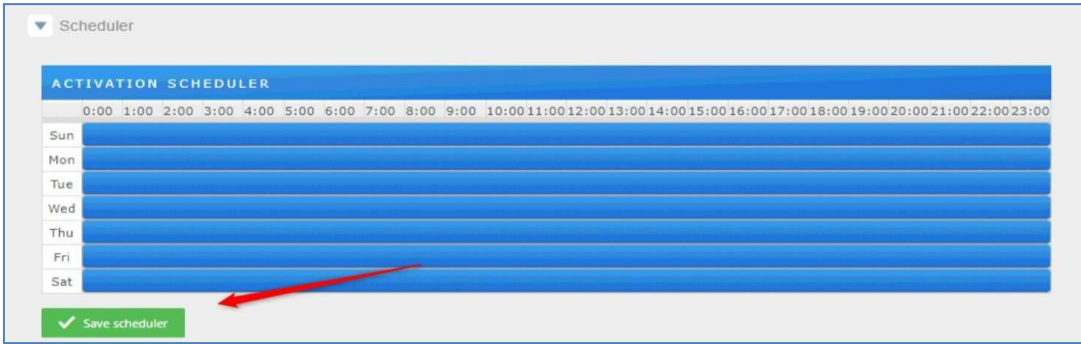 Scheduler
ACTIVATION SCHEDULER
0:00 1:00 2:00 3:00 4:00 5:00 6:00 7:00 8:00 9:00 10:00 11:00 12:00 13:00 14:00 15:00 16:00 17:00 18:00 19:00 20:00 21:00 22:00 23:00
Sun
Mon
Tue
Wed
Thu
Fri
Sat
Save scheduler